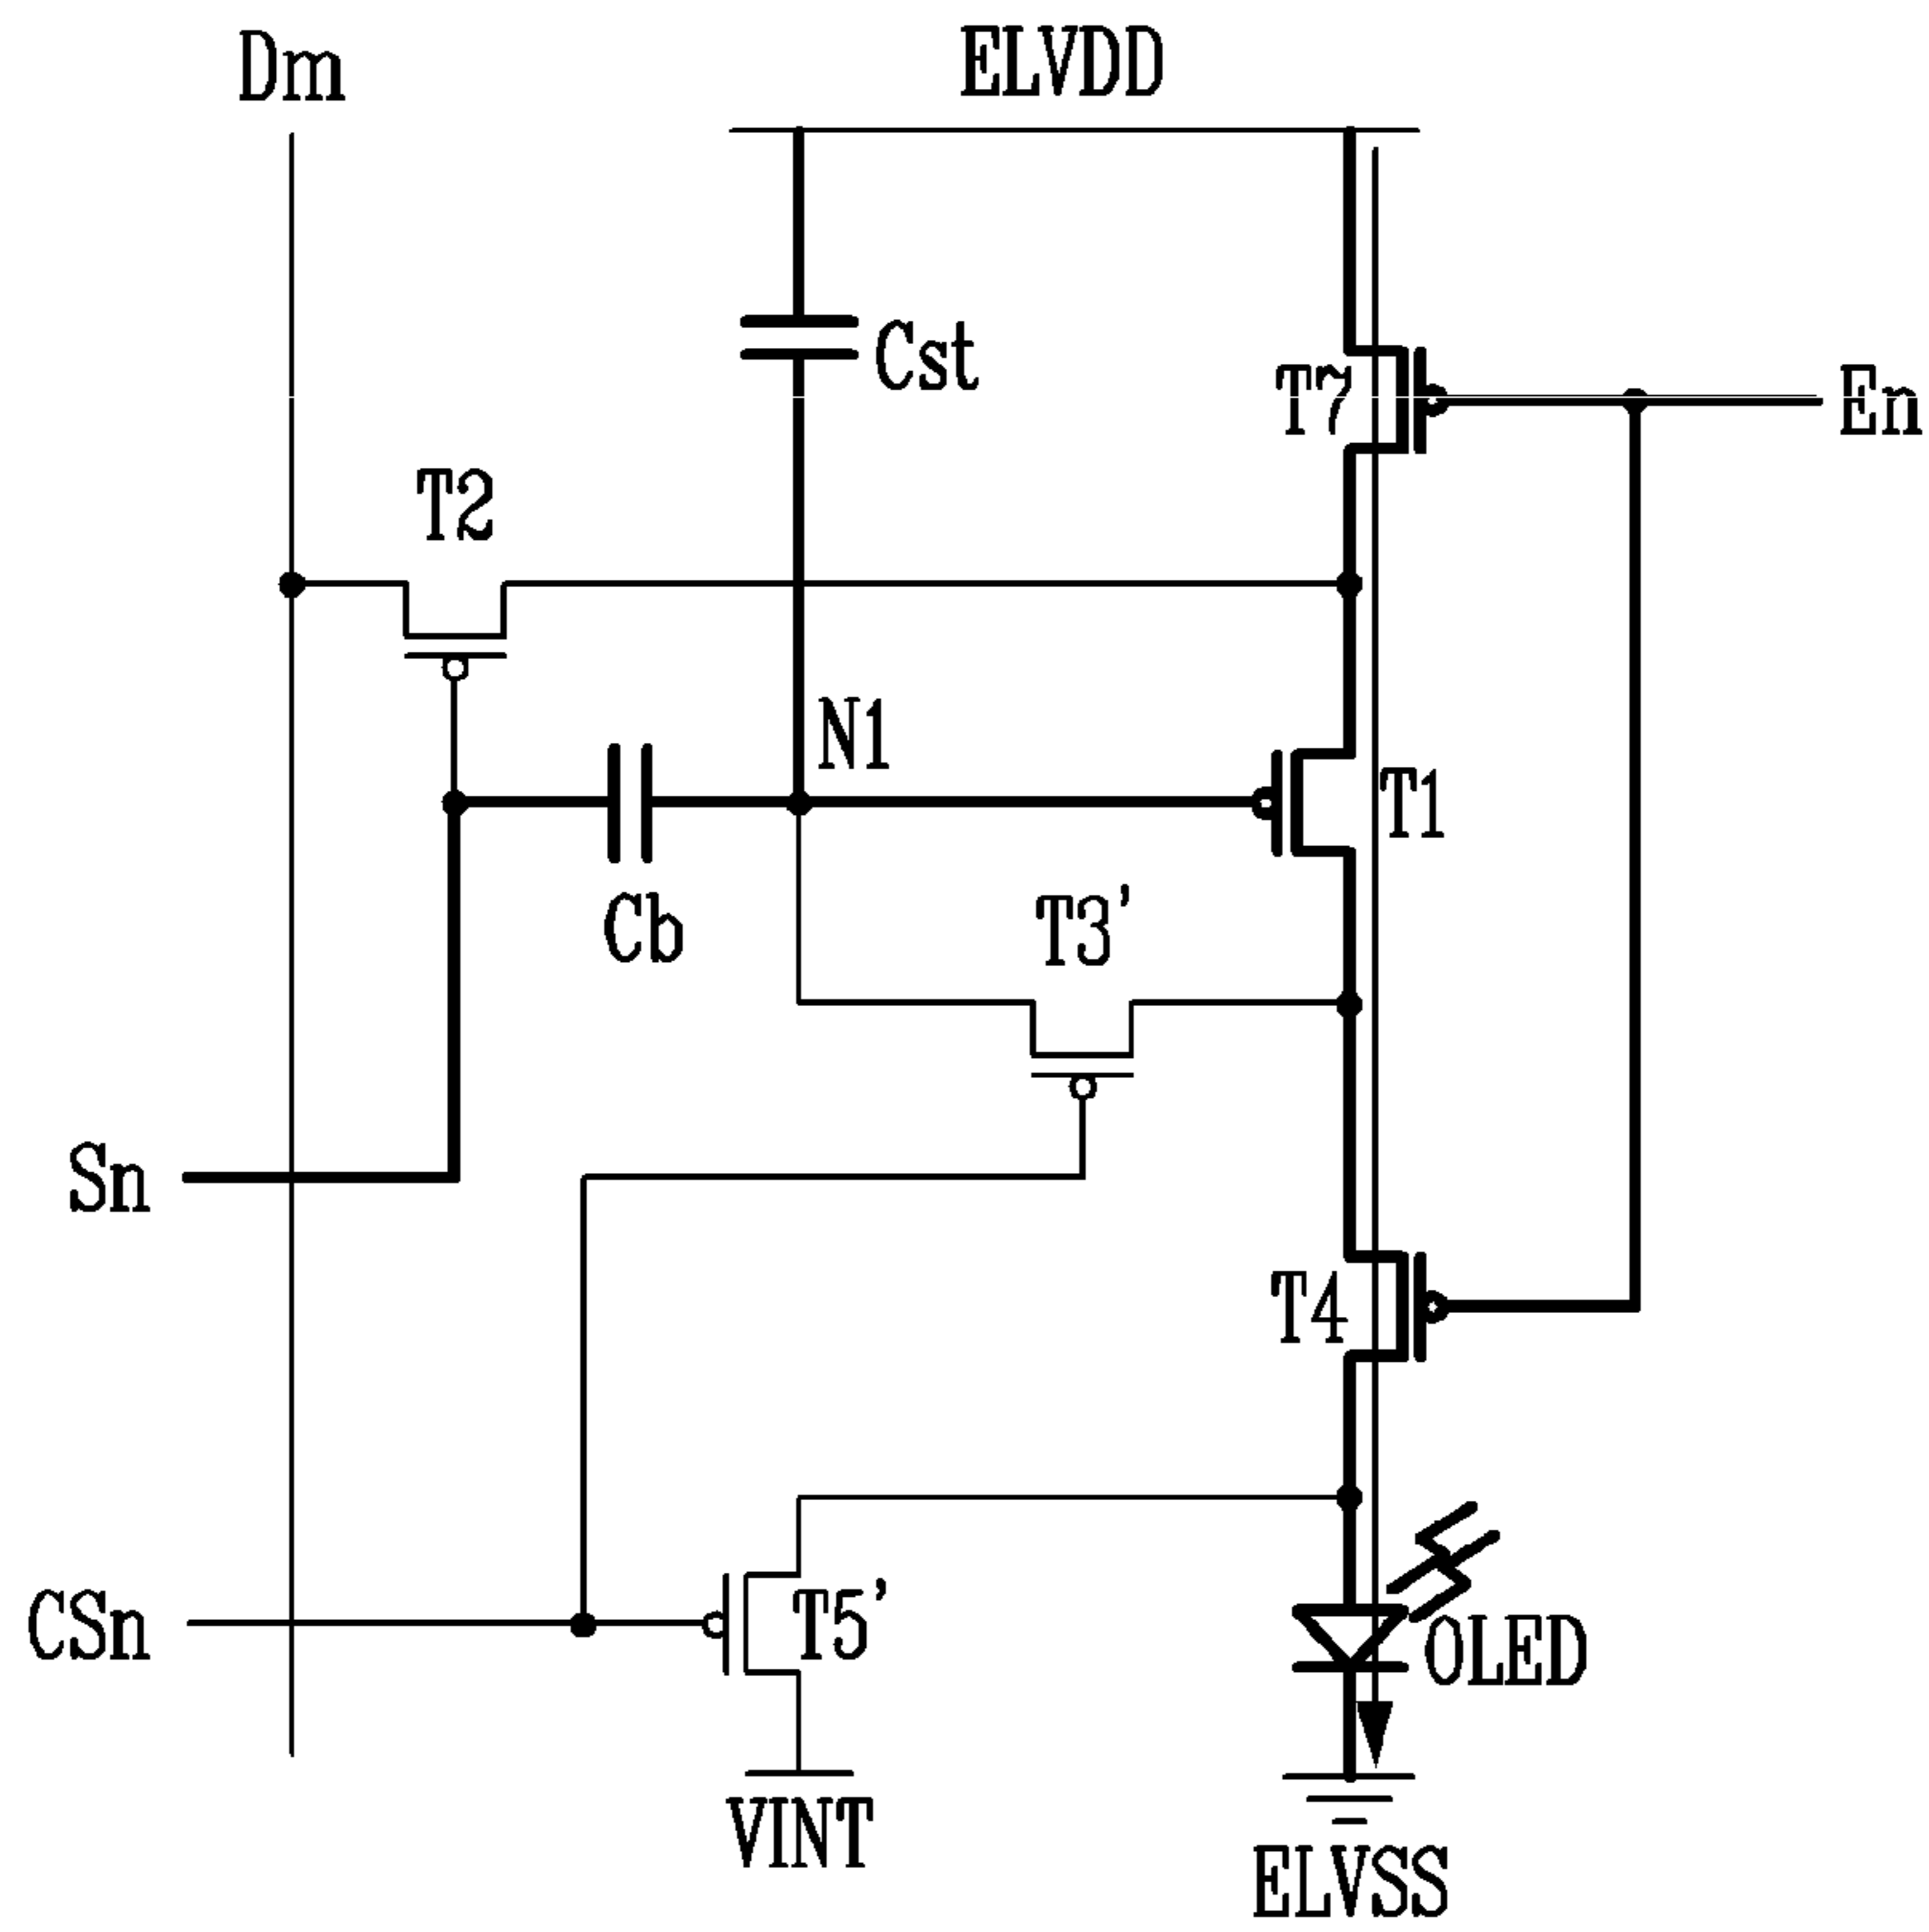 Dm
ELVDD
Cst
T7
En
T2
N1
T1
Cb
T3'
Sn
T4
CSn
T5'
OLED
VINT
ELVSS